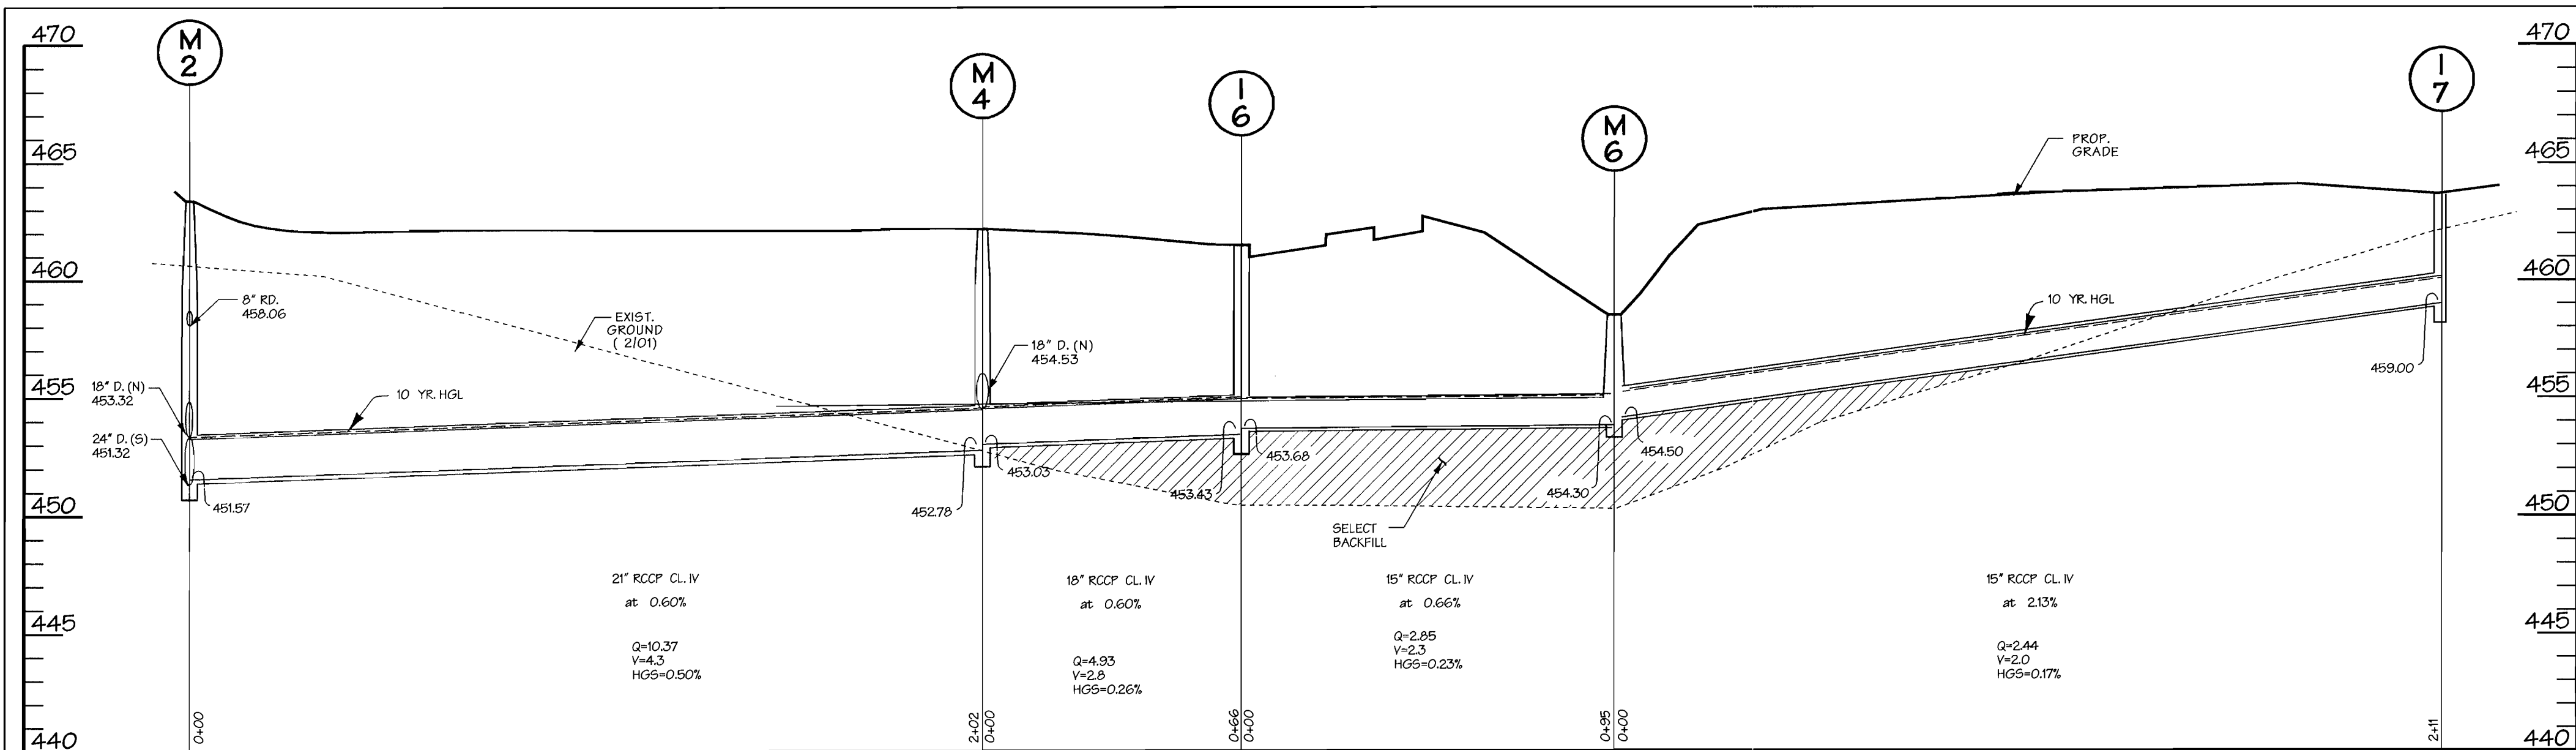 470
470
M
2
M
4
I
6
M
6
I
7
465
465
PROP.
GRADE
460
460
8" RD.
458.06
EXIST.
GROUND
( 2/01)
10 YR. HGL
18" D. (N)
454.53
459.00
455
455
18" D. (N)
453.32
10 YR. HGL
24" D. (S)
451.32
453.03
453.43
453.68
454.50
454.30
451.57
452.78
450
450
SELECT
BACKFILL
21" RCCP CL. IV
at 0.60%
Q=10.37
V=4.3
HGS=0.50%
18" RCCP CL. IV
at 0.60%
Q=4.93
V=2.8
HGS=0.26%
15" RCCP CL. IV
at 0.66%
Q=2.85
V=2.3
HGS=0.23%
15" RCCP CL. IV
at 2.13%
Q=2.44
V=2.0
HGS=0.17%
445
445
0+00
2+02
0+00
0+66
0+00
0+95
0+00
2+11
440
440